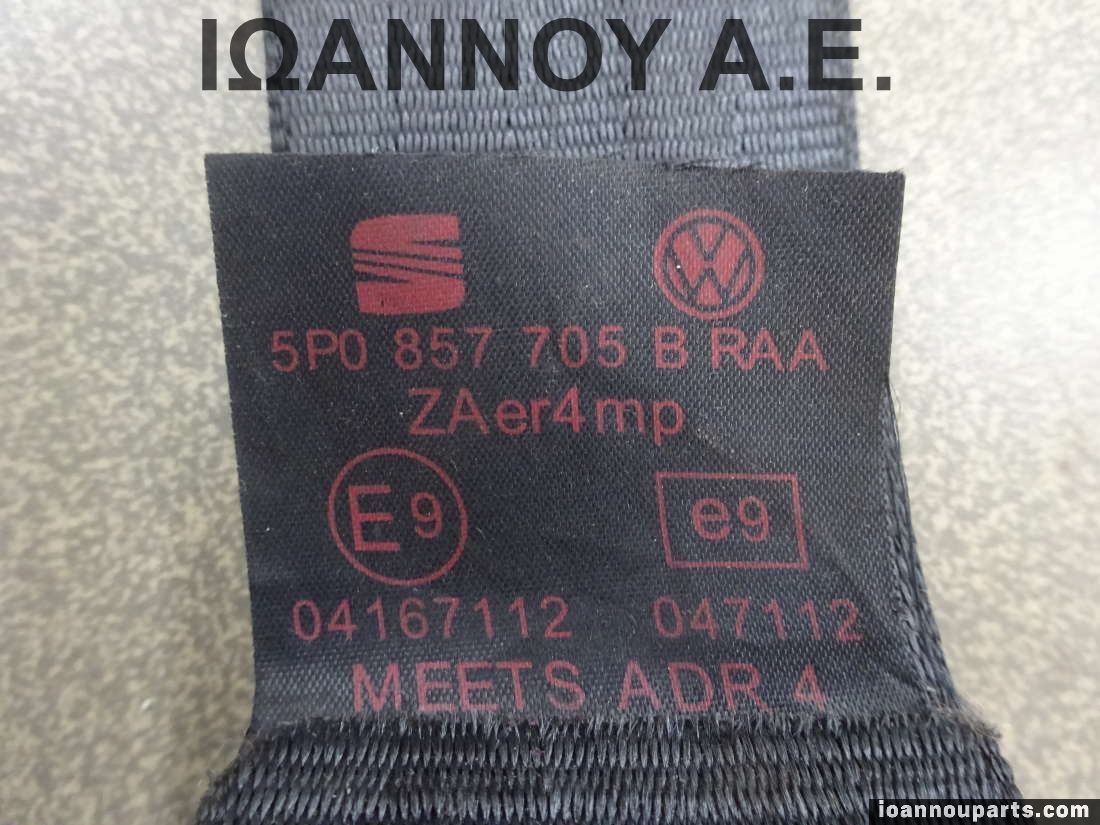 ΙΩΑΝΝΟΥ Α.Ε.
5P0 857 705 B RAA
ZAer4mp
E9 e9
04167112 047112
MEETS ADR 4
ioannouparts.com